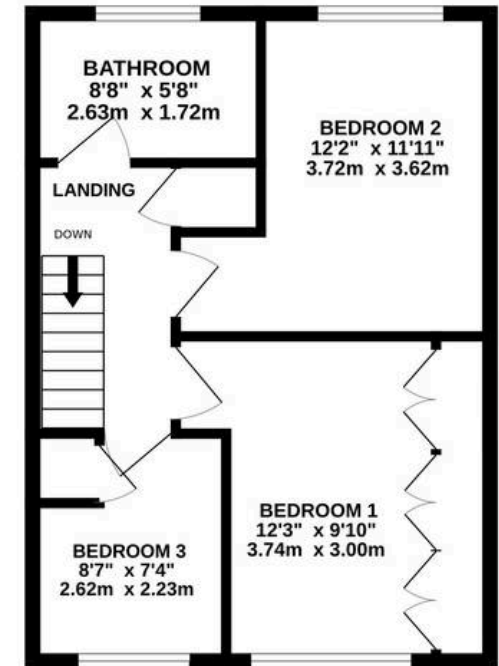 BATHROOM
8'8" x 5'8"
2.63m x 1.72m
BEDROOM 2
12'2" x 11'11"
3.72m x 3.62m
LANDING
DOWN
BEDROOM 1
12'3" x 9'10"
3.74m x 3.00m
BEDROOM 3
8'7" x 7'4"
2.62m x 2.23m